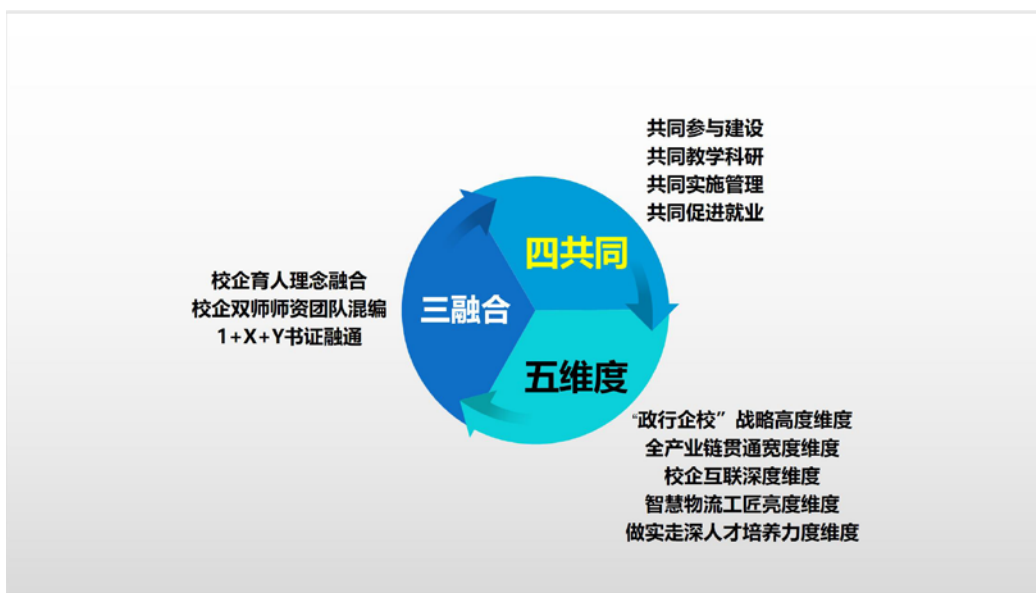 共同参与建设
共同教学科研
共同实施管理
共同促进就业
四共同
三融合
校企育人理念融合
校企双师师资团队混编
1+X+Y书证融通
五维度
“政行企校”战略高度维度
全产业链贯通宽度维度
校企互联深度维度
智慧物流工匠亮度维度
做实走深人才培养力度维度